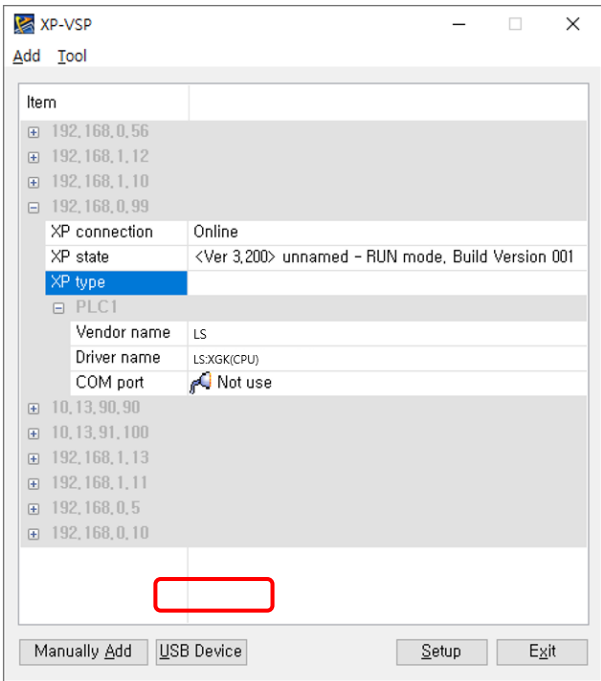 XP-VSP
Add Tool
Item
192.168.0.56
192.168.1.12
192.168.1.10
192.168.0.99
XP connection Online
XP state <Ver 3.200> unnamed - RUN mode, Build Version 001
XP type
PLC1
Vendor name LS
Driver name LS:XGK(CPU)
COM port Not use
10.13.90.90
10.13.91.100
192.168.1.13
192.168.1.11
192.168.0.5
192.168.0.10
Manually Add USB Device Setup Exit